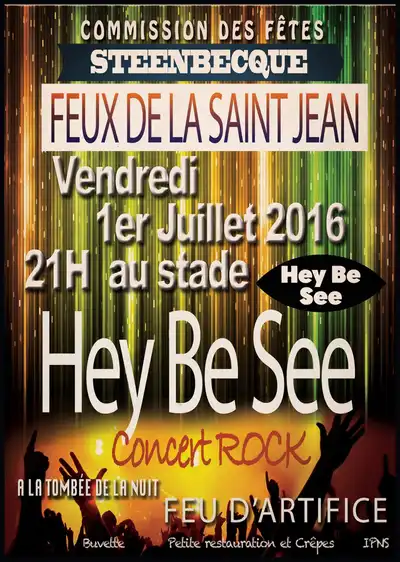 COMMISSION DES FÊTES
STEENBECQUE
FEUX DE LA SAINT JEAN
Vendredi
1er Juillet 2016
21H au stade
Hey Be
See
Hey Be See
Concert ROCK
A LA TOMBÉE DE LA NUIT
FEU D'ARTIFICE
Buvette Petite restauration et Crêpes IPNS